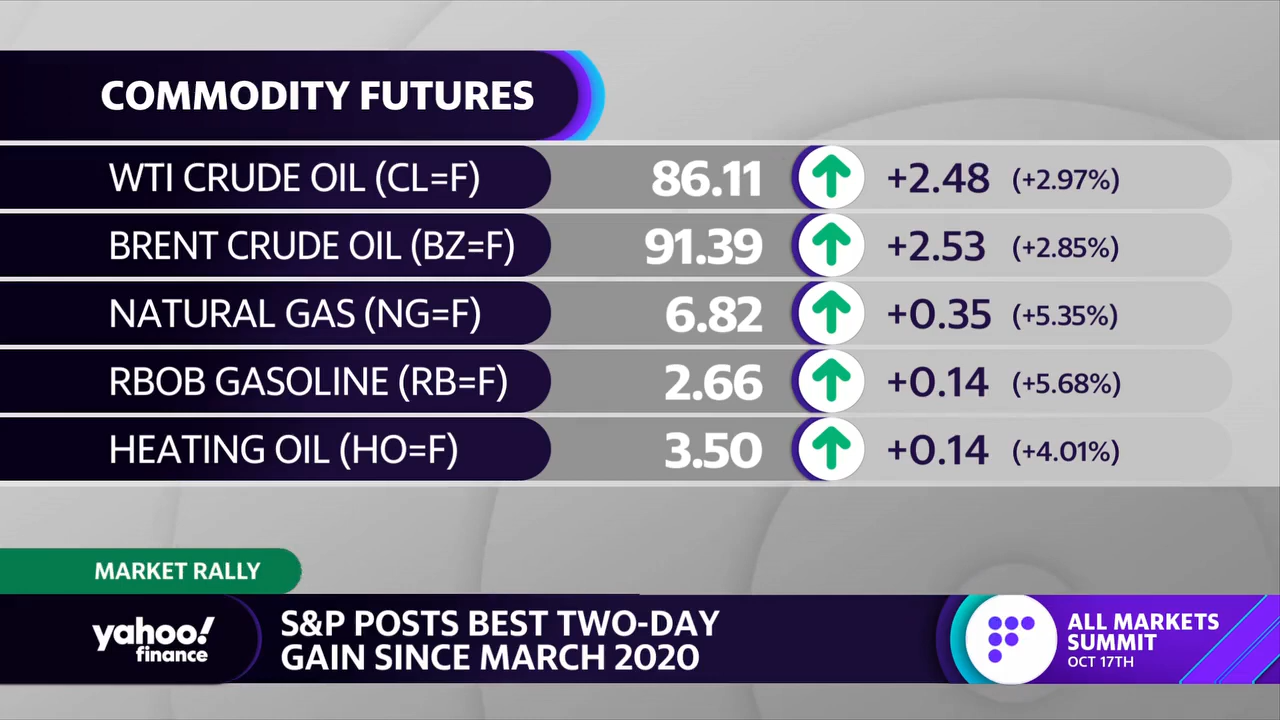 COMMODITY FUTURES
WTI CRUDE OIL (CL=F) 86.11 +2.48 (+2.97%)
BRENT CRUDE OIL (BZ=F) 91.39 +2.53 (+2.85%)
NATURAL GAS (NG=F) 6.82 +0.35 (+5.35%)
RBOB GASOLINE (RB=F) 2.66 +0.14 (+5.68%)
HEATING OIL (HO=F) 3.50 +0.14 (+4.01%)
MARKET RALLY
yahoo!
finance
S&P POSTS BEST TWO-DAY
GAIN SINCE MARCH 2020
ALL MARKETS
SUMMIT
OCT 17TH